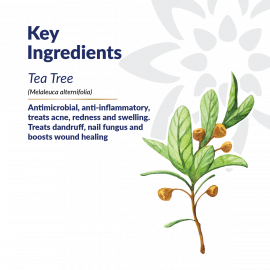 Key
Ingredients
Tea Tree
(Melaleuca alternifolia)
Antimicrobial, anti-inflammatory,
treats acne, redness and swelling.
Treats dandruff, nail fungus and
boosts wound healing